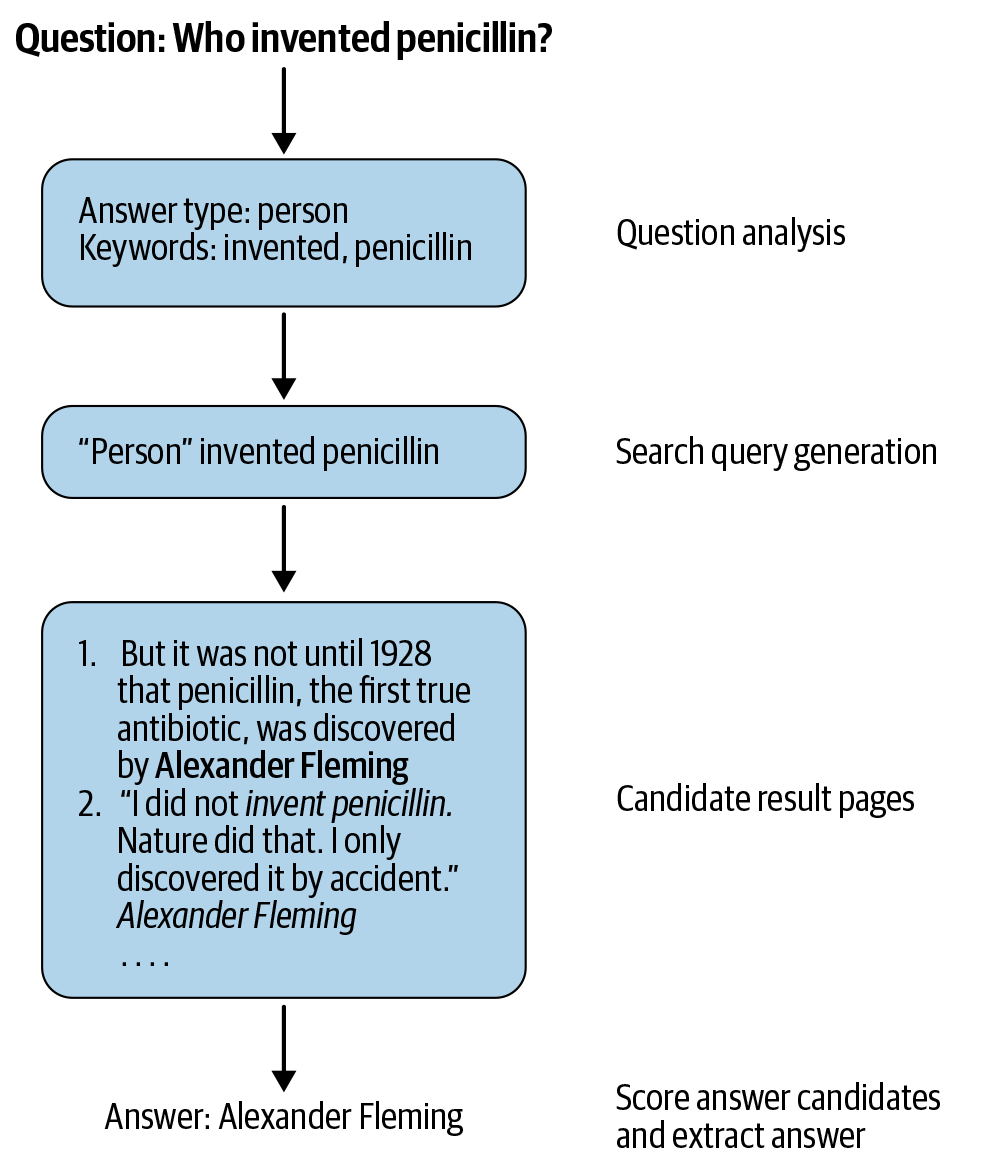 Question: Who invented penicillin?
Answer type: person
Keywords: invented, penicillin
Question analysis
“Person” invented penicillin
Search query generation
1. But it was not until 1928
that penicillin, the first true
antibiotic, was discovered
by Alexander Fleming
2. “I did not invent penicillin.
Nature did that. I only
discovered it by accident.”
Alexander Fleming
. . . .
Candidate result pages
Answer: Alexander Fleming
Score answer candidates
and extract answer